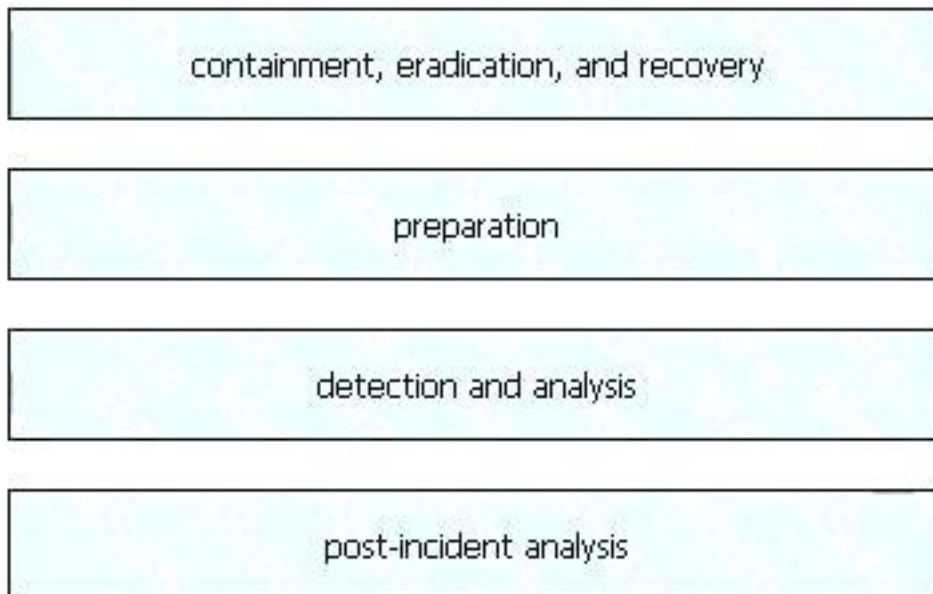 containment, eradication, and recovery
preparation
detection and analysis
post-incident analysis